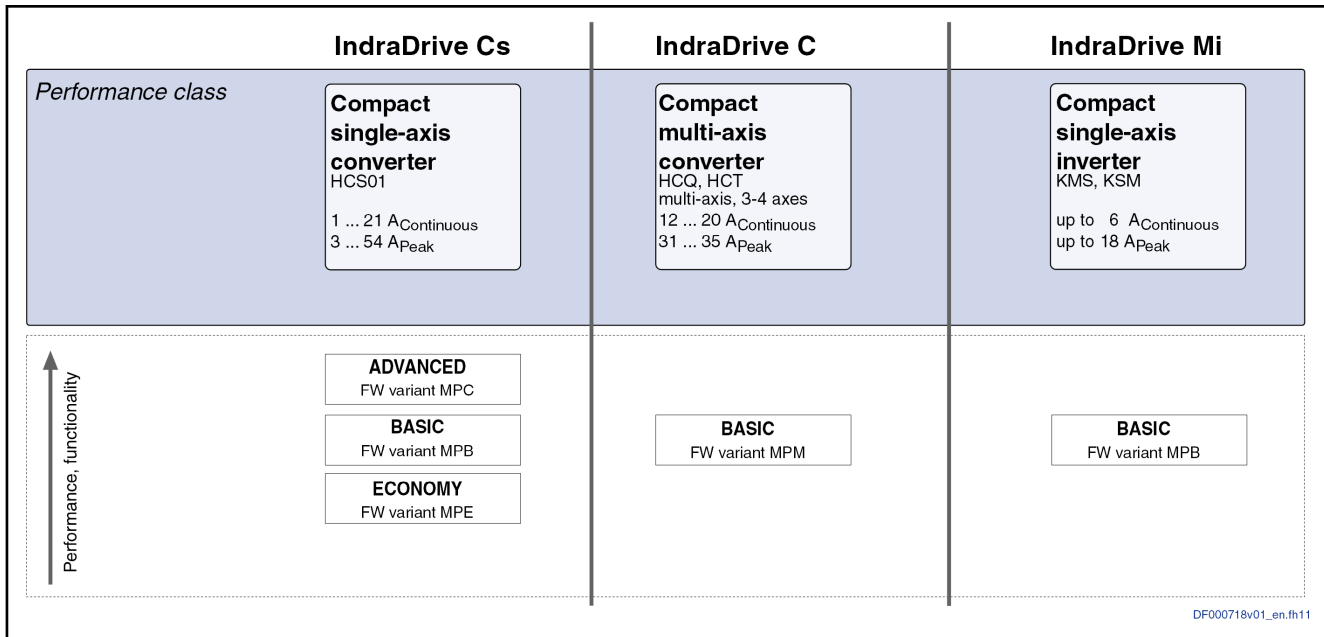 IndraDrive Cs
IndraDrive C
IndraDrive Mi
Performance class
Compact
single-axis
converter
HCS01
1 ... 21 AContinuous
3 ... 54 APeak
Compact
multi-axis
converter
HCQ, HCT
multi-axis, 3-4 axes
12 ... 20 AContinuous
31 ... 35 APeak
Compact
single-axis
inverter
KMS, KSM
up to 6 AContinuous
up to 18 APeak
Performance, functionality
ADVANCED
FW variant MPC
BASIC
FW variant MPB
ECONOMY
FW variant MPE
BASIC
FW variant MPM
BASIC
FW variant MPB
DF000718v01_en.fh11